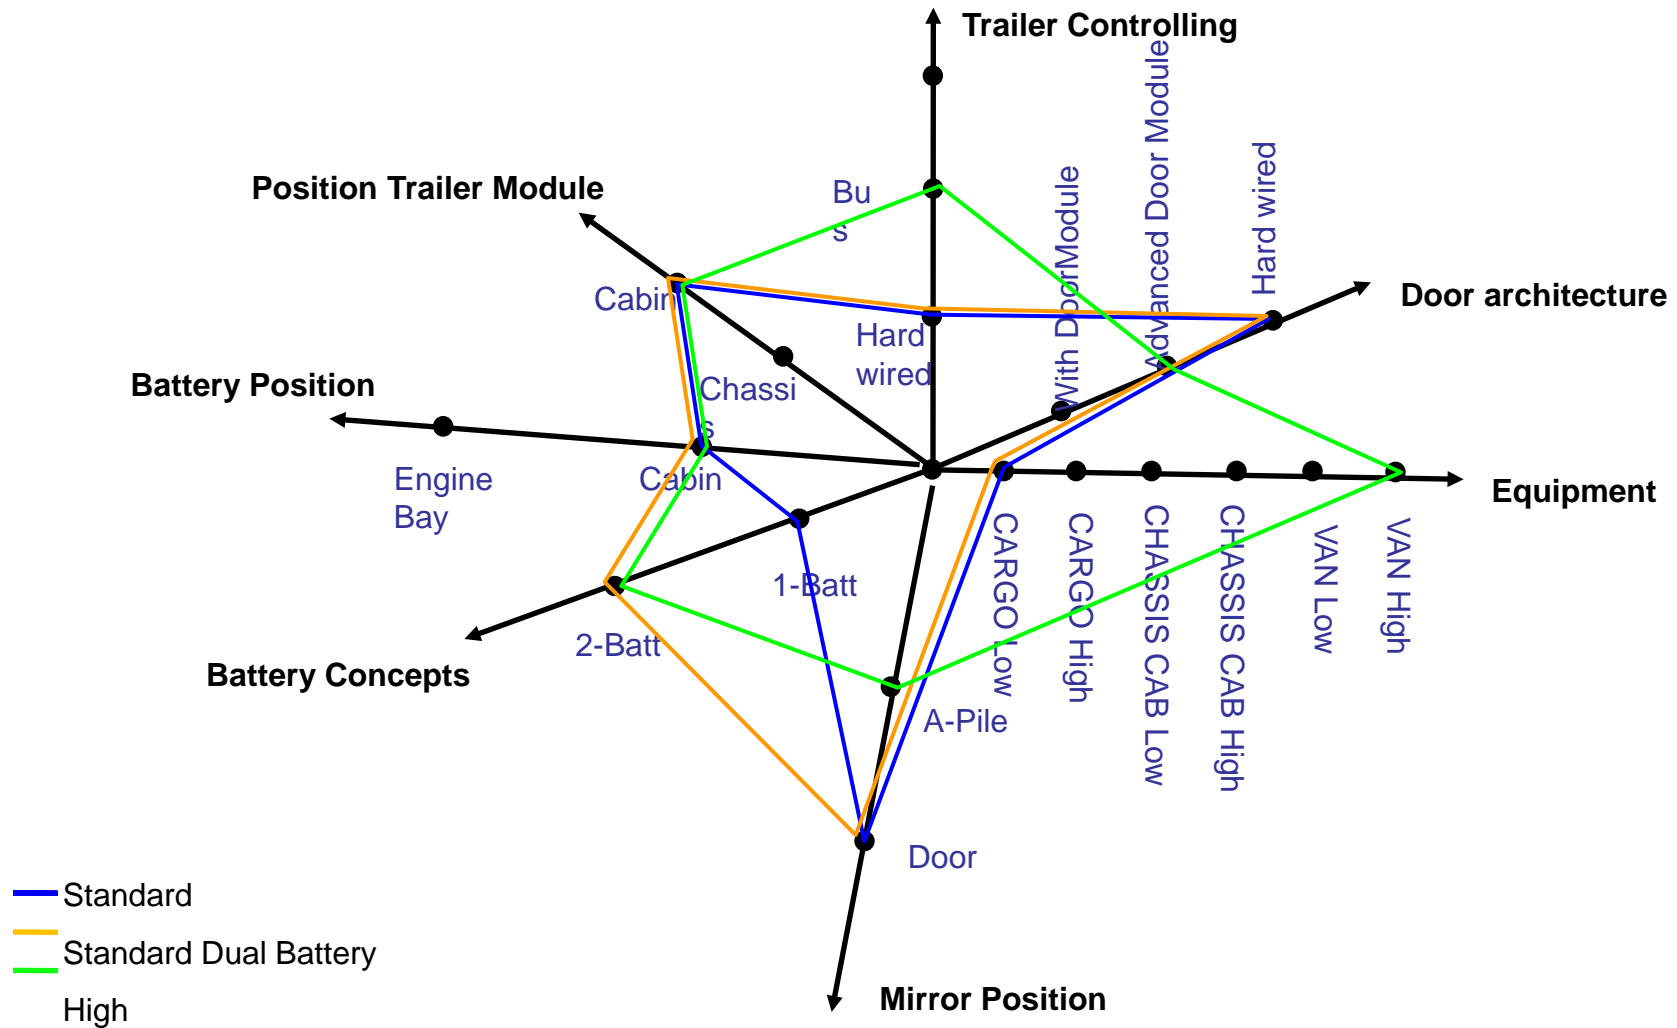 Trailer Controlling
Position Trailer Module
Bu
s
With DoorModule
Advanced Door Module
Hard wired
Door architecture
Cabin
Hard
wired
Battery Position
Chassi
s
Engine
Bay
Cabin
Equipment
1-Batt
2-Batt
Battery Concepts
CARGO Low
CARGO High
CHASSIS CAB Low
CHASSIS CAB High
VAN Low
VAN High
A-Pile
Door
Standard
Standard Dual Battery
High
Mirror Position